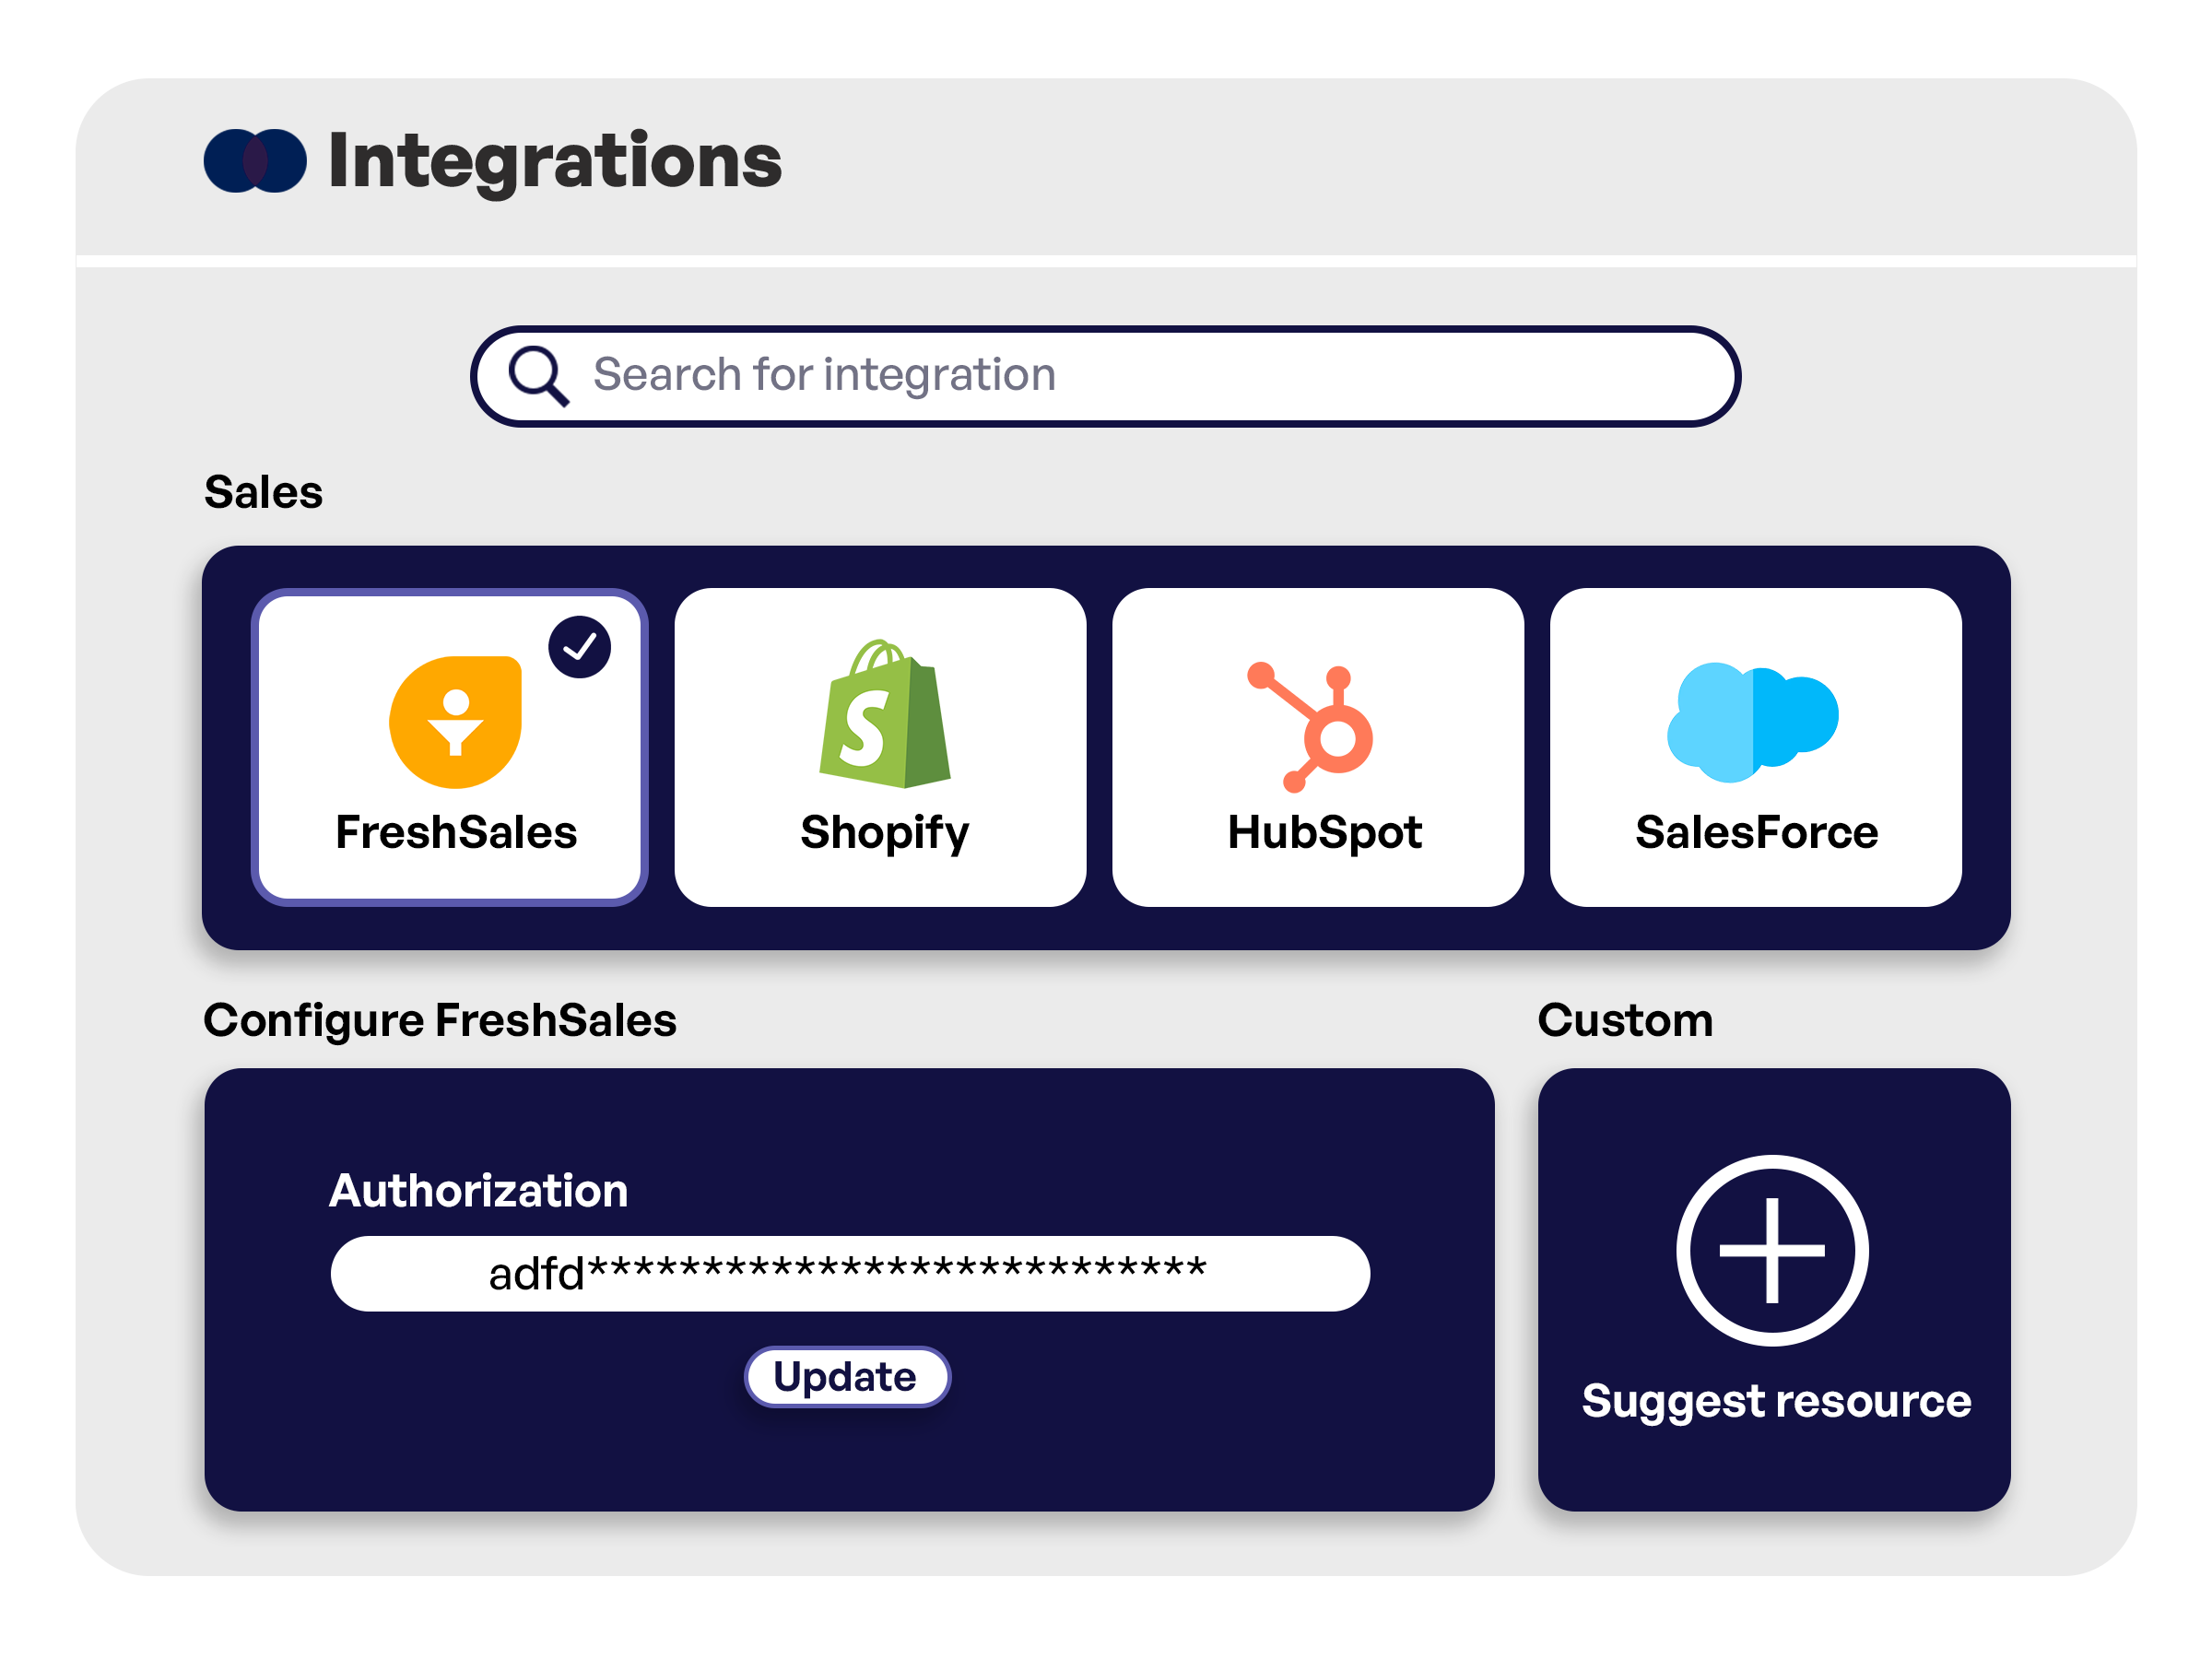 Integrations
Search for integration
Sales
FreshSales
Shopify
HubSpot
SalesForce
Configure FreshSales
Custom
Authorization
adfd***************************
Update
Suggest resource